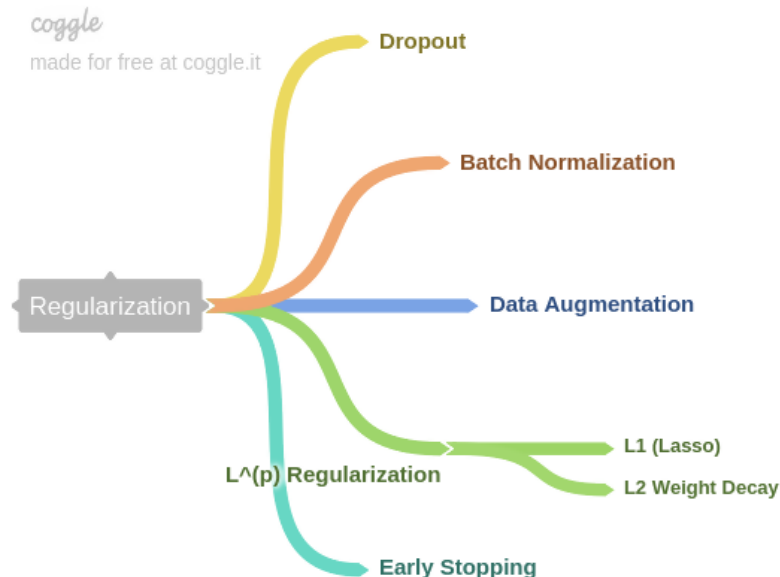 coggle
made for free at coggle.it
Dropout
Batch Normalization
Regularization
Data Augmentation
L1 (Lasso)
L^(p) Regularization
L2 Weight Decay
Early Stopping